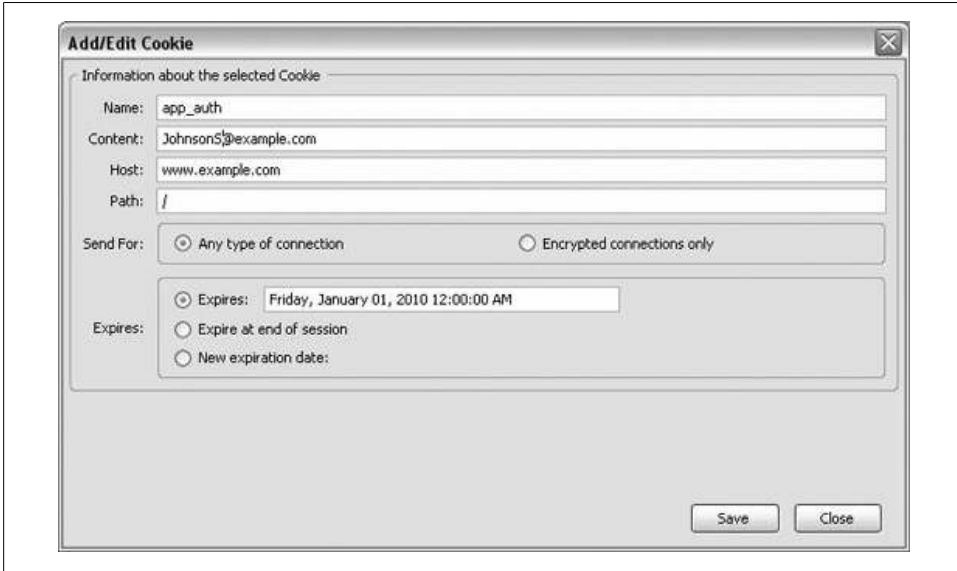 Add/Edit Cookie
Information about the selected Cookie
Name: app_auth
Content: JohnsonS@example.com
Host: www.example.com
Path: /
Send For: Any type of connection Encrypted connections only
Expires: Friday, January 01, 2010 12:00:00 AM
Expires: Expire at end of session
New expiration date:
Save Close